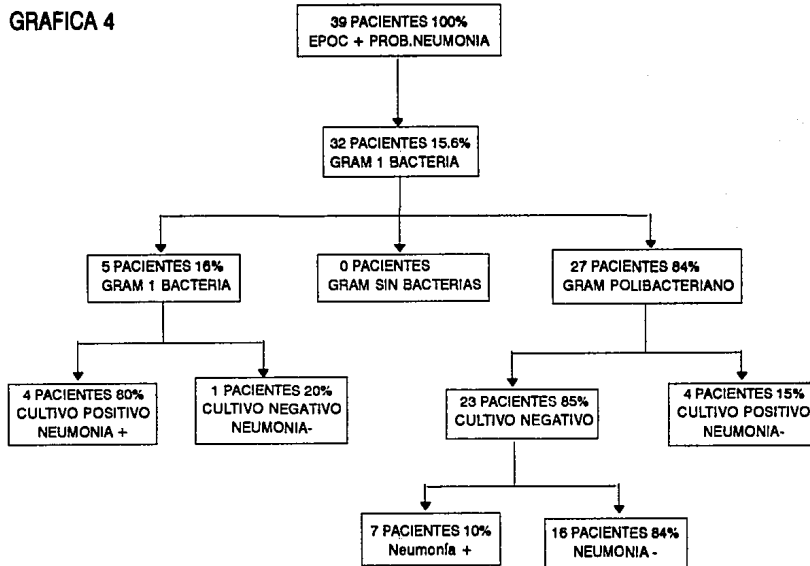 GRAFICA 4
39 PACIENTES 100%
EPOC + PROB.NEUMONIA
32 PACIENTES 15.6%
GRAM 1 BACTERIA
5 PACIENTES 16%
GRAM 1 BACTERIA
0 PACIENTES
GRAM SIN BACTERIAS
27 PACIENTES 84%
GRAM POLIBACTERIANO
4 PACIENTES 80%
CULTIVO POSITIVO
NEUMONIA +
1 PACIENTES 20%
CULTIVO NEGATIVO
NEUMONIA-
23 PACIENTES 85%
CULTIVO NEGATIVO
4 PACIENTES 15%
CULTIVO POSITIVO
NEUMONIA-
7 PACIENTES 10%
Neumonía +
16 PACIENTES 84%
NEUMONIA -